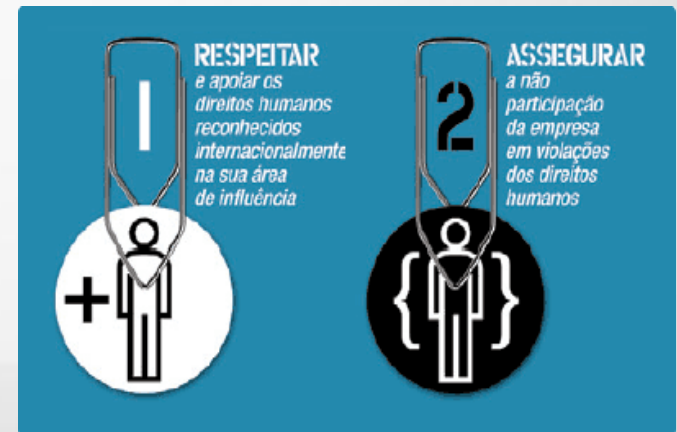 1
RESPEITAR
e apoiar os
direitos humanos
reconhecidos
internacionalmente
na sua área
de influência
2
ASSEGURAR
a não
participação
da empresa
em violações
dos direitos
humanos
+
{ }